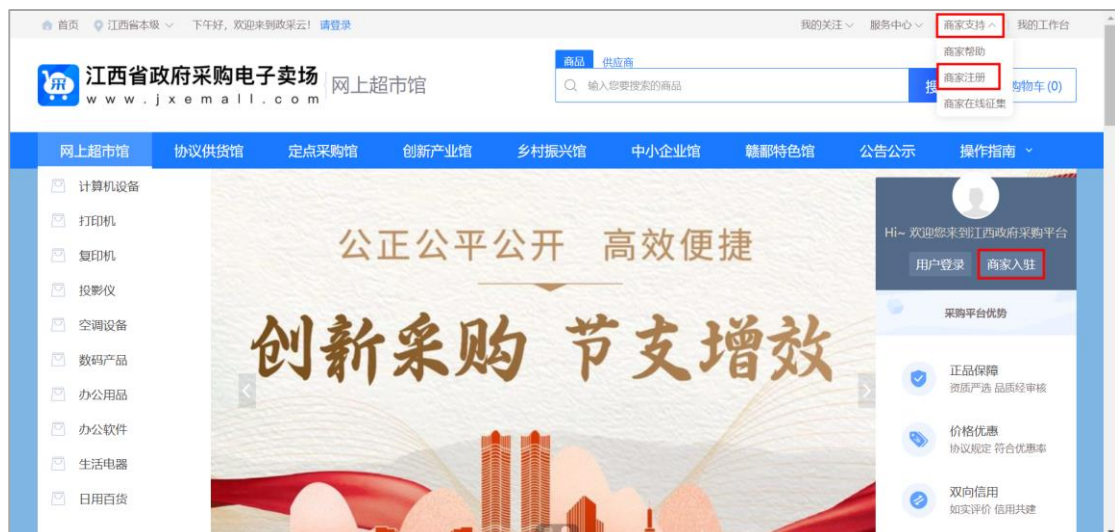 首页 江西省本级 下午好，欢迎来到政采云！ 请登录 我的关注 服务中心 商家支持 我的工作台
商家帮助
商家注册
商家在线征集
江西省政府采购电子卖场 网上超市馆
www.jxemall.com
商品 供应商
输入您要搜索的商品
搜 购物车(0)
网上超市馆 协议供货馆 定点采购馆 创新产业馆 乡村振兴馆 中小企业馆 赣鄱特色馆 公告公示 操作指南
计算机设备
打印机
复印机
投影仪
空调设备
数码产品
办公用品
办公软件
生活电器
日用百货
公正公平公开 高效便捷
创新采购 节支增效
Hi~ 欢迎您来到江西政府采购平台
用户登录 商家入驻
采购平台优势
正品保障
资质严选 品质经审核
价格优惠
协议规定 符合优惠率
双向信用
如实评价 信用共建